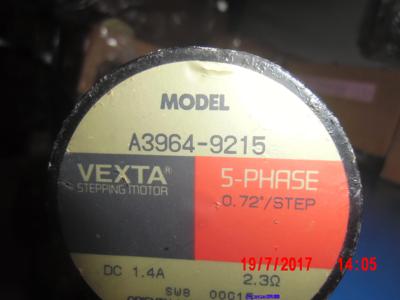 MODEL
A3964-9215
VEXTA®
STEPPING MOTOR
5-PHASE
0.72°/STEP
DC 1.4A
2.3Ω
19/7/2017 14:05